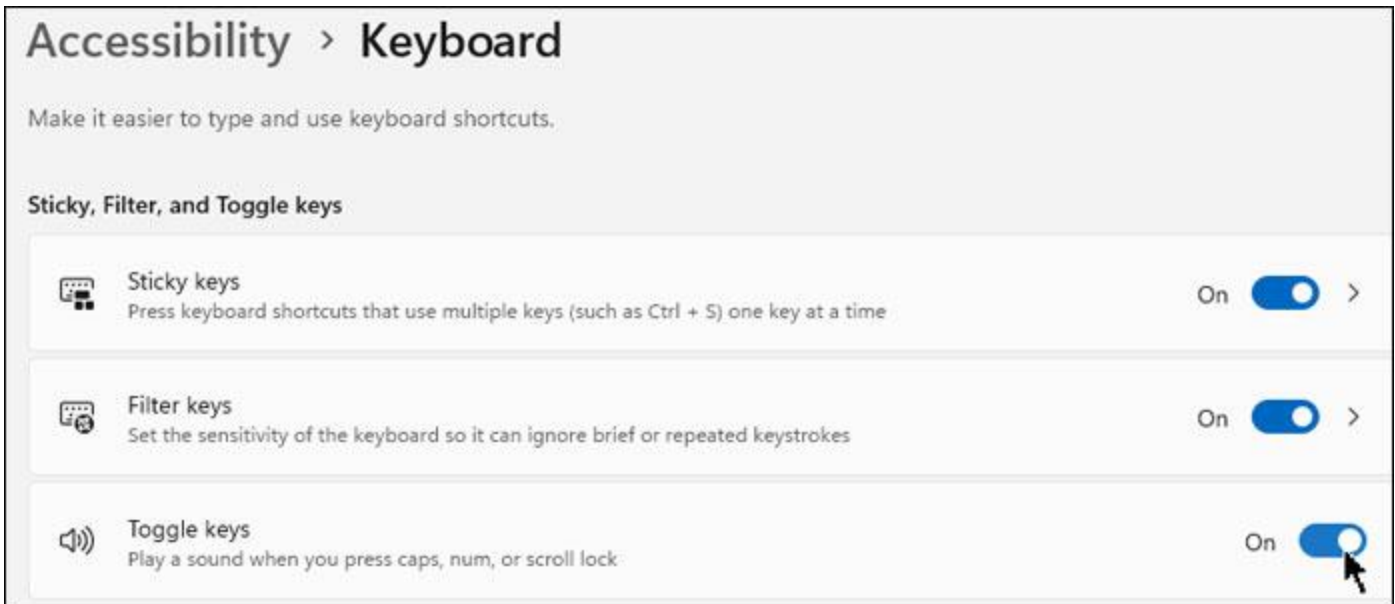 Accessibility > Keyboard
Make it easier to type and use keyboard shortcuts.
Sticky, Filter, and Toggle keys
Sticky keys
Press keyboard shortcuts that use multiple keys (such as Ctrl + S) one key at a time
On
Filter keys
Set the sensitivity of the keyboard so it can ignore brief or repeated keystrokes
On
Toggle keys
Play a sound when you press caps, num, or scroll lock
On